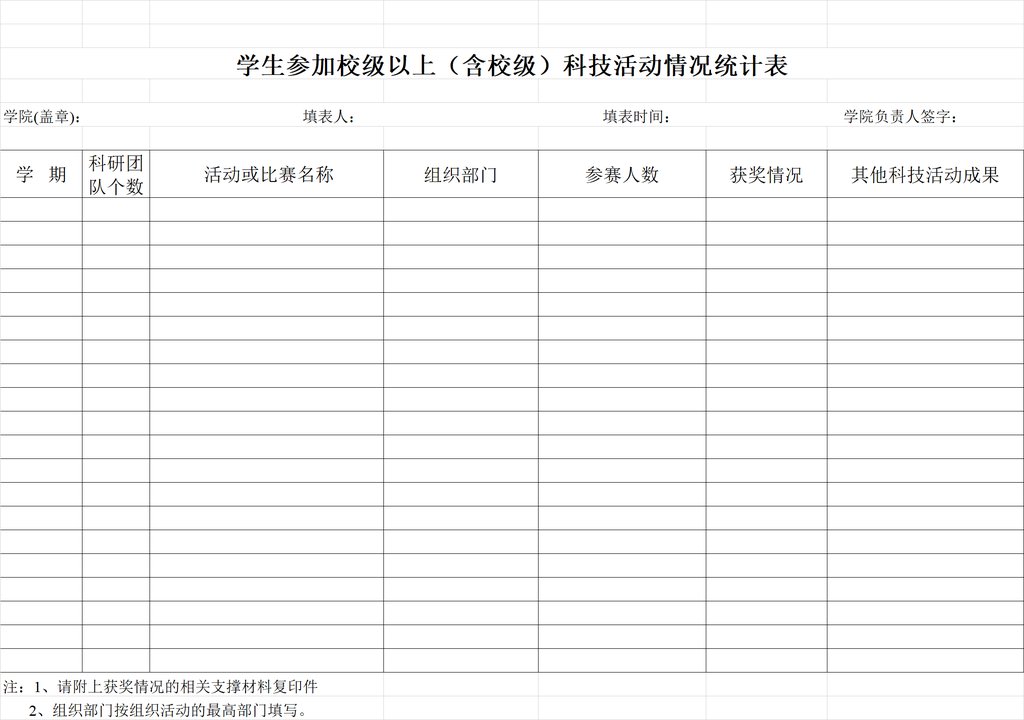 学生参加校级以上（含校级）科技活动情况统计表
学院(盖章)： 填表人： 填表时间： 学院负责人签字：
学 期 科研团队个数 活动或比赛名称 组织部门 参赛人数 获奖情况 其他科技活动成果
注：1、请附上获奖情况的相关支撑材料复印件
2、组织部门按组织活动的最高部门填写。